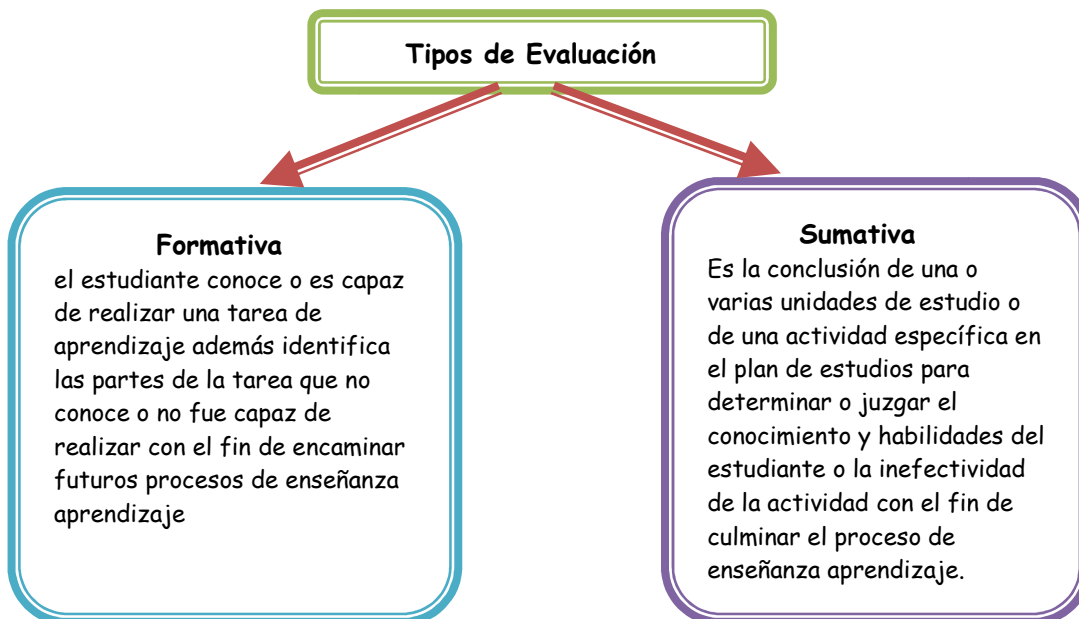 Tipos de Evaluación
Formativa
el estudiante conoce o es capaz
de realizar una tarea de
aprendizaje además identifica
las partes de la tarea que no
conoce o no fue capaz de
realizar con el fin de encaminar
futuros procesos de enseñanza
aprendizaje
Sumativa
Es la conclusión de una o
varias unidades de estudio o
de una actividad específica en
el plan de estudios para
determinar o juzgar el
conocimiento y habilidades del
estudiante o la inefectividad
de la actividad con el fin de
culminar el proceso de
enseñanza aprendizaje.